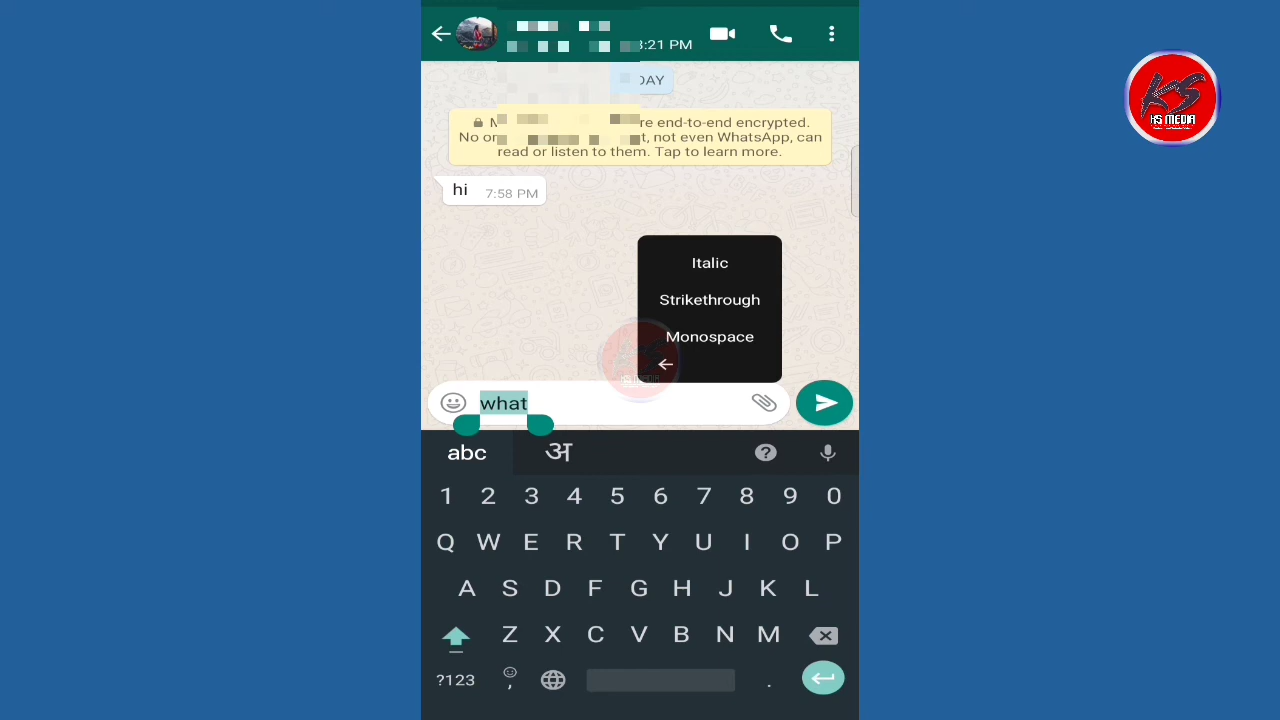 :21 PM
DAY
re end-to-end encrypted.
No or t, not even WhatsApp, can
read or listen to them. Tap to learn more.
hi 7:58 PM
Italic
Strikethrough
Monospace
what
abc अ
1 2 3 4 5 6 7 8 9 0
Q W E R T Y U I O P
A S D F G H J K L
Z X C V B N M
?123 , .
KS MEDIA